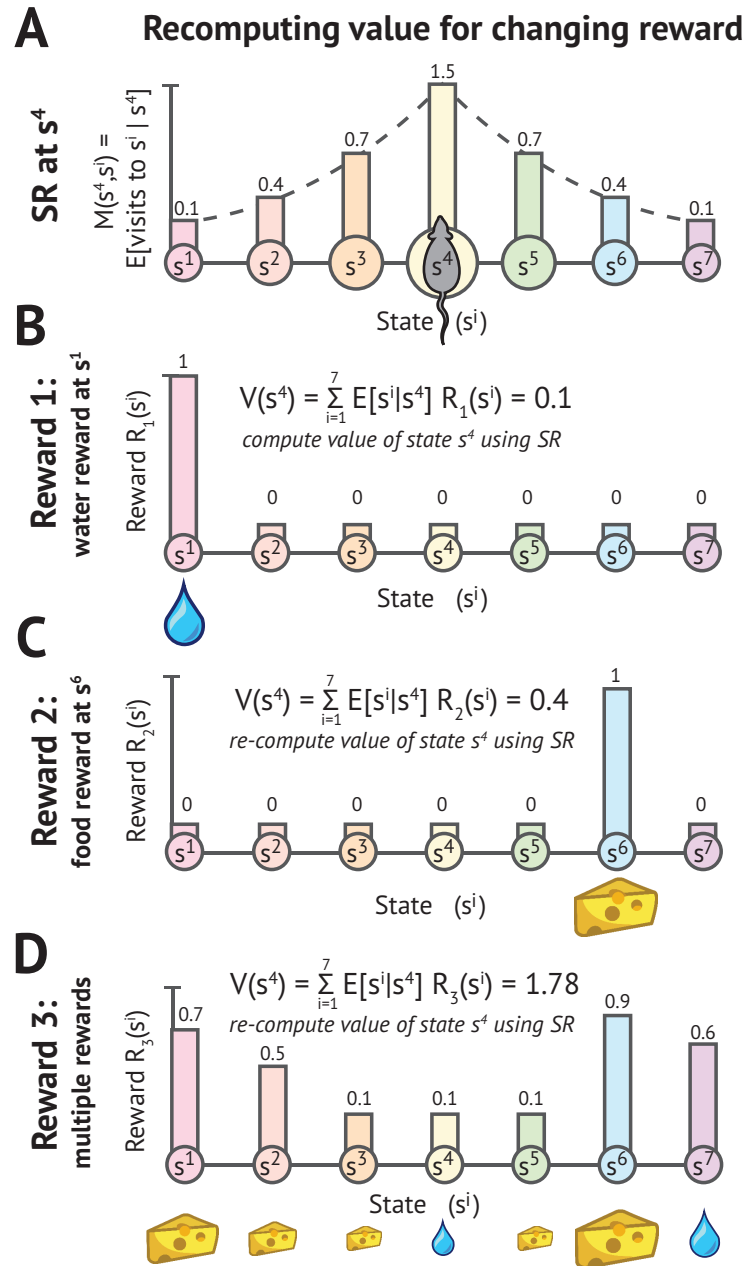 A
Recomputing value for changing reward
SR at s⁴
M(s⁴,sⁱ) =
E[visits to sⁱ | s⁴]
0.1
0.4
0.7
1.5
0.7
0.4
0.1
s¹ s² s³ s⁴ s⁵ s⁶ s⁷
State (sⁱ)
B
Reward 1:
water reward at s¹
Reward R₁(sⁱ)
1
V(s⁴) = Σ E[sⁱ|s⁴] R₁(sⁱ) = 0.1
7
i=1
compute value of state s⁴ using SR
0 0 0 0 0 0
s¹ s² s³ s⁴ s⁵ s⁶ s⁷
State (sⁱ)
C
Reward 2:
food reward at s⁶
Reward R₂(sⁱ)
V(s⁴) = Σ E[sⁱ|s⁴] R₂(sⁱ) = 0.4
7
i=1
re-compute value of state s⁴ using SR
0 0 0 0 0 1 0
s¹ s² s³ s⁴ s⁵ s⁶ s⁷
State (sⁱ)
D
Reward 3:
multiple rewards
Reward R₃(sⁱ)
V(s⁴) = Σ E[sⁱ|s⁴] R₃(sⁱ) = 1.78
7
i=1
re-compute value of state s⁴ using SR
0.7 0.5 0.1 0.1 0.1 0.9 0.6
s¹ s² s³ s⁴ s⁵ s⁶ s⁷
State (sⁱ)